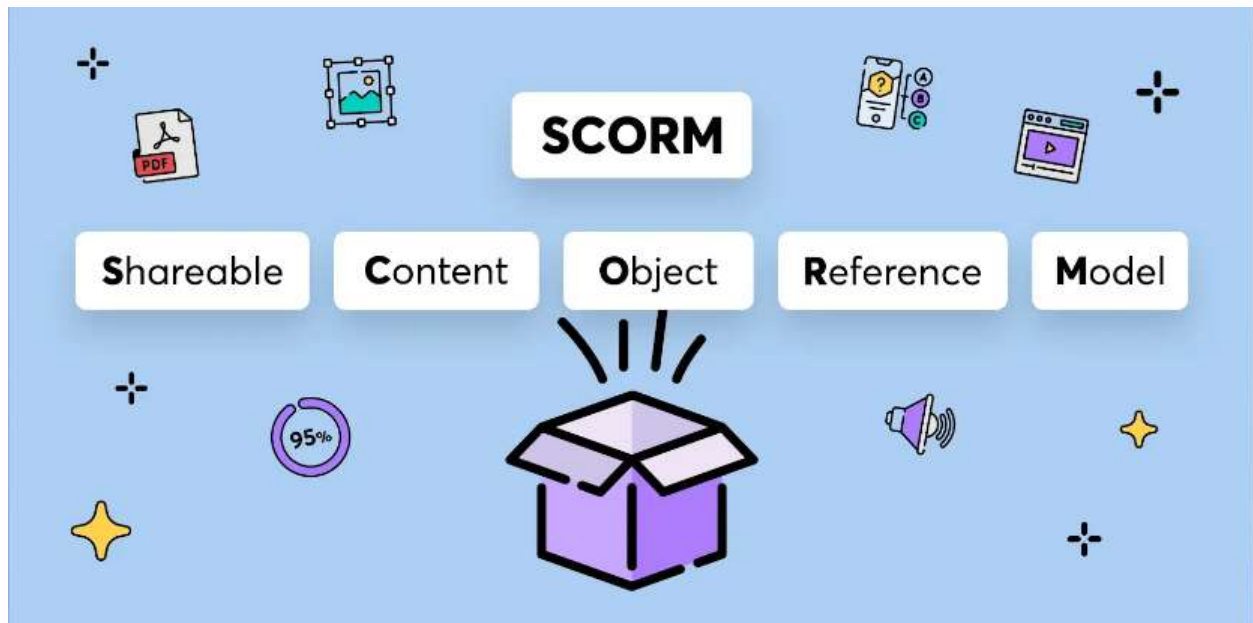 SCORM
A
B
C
?
PDF
Shareable Content Object Reference Model
95%